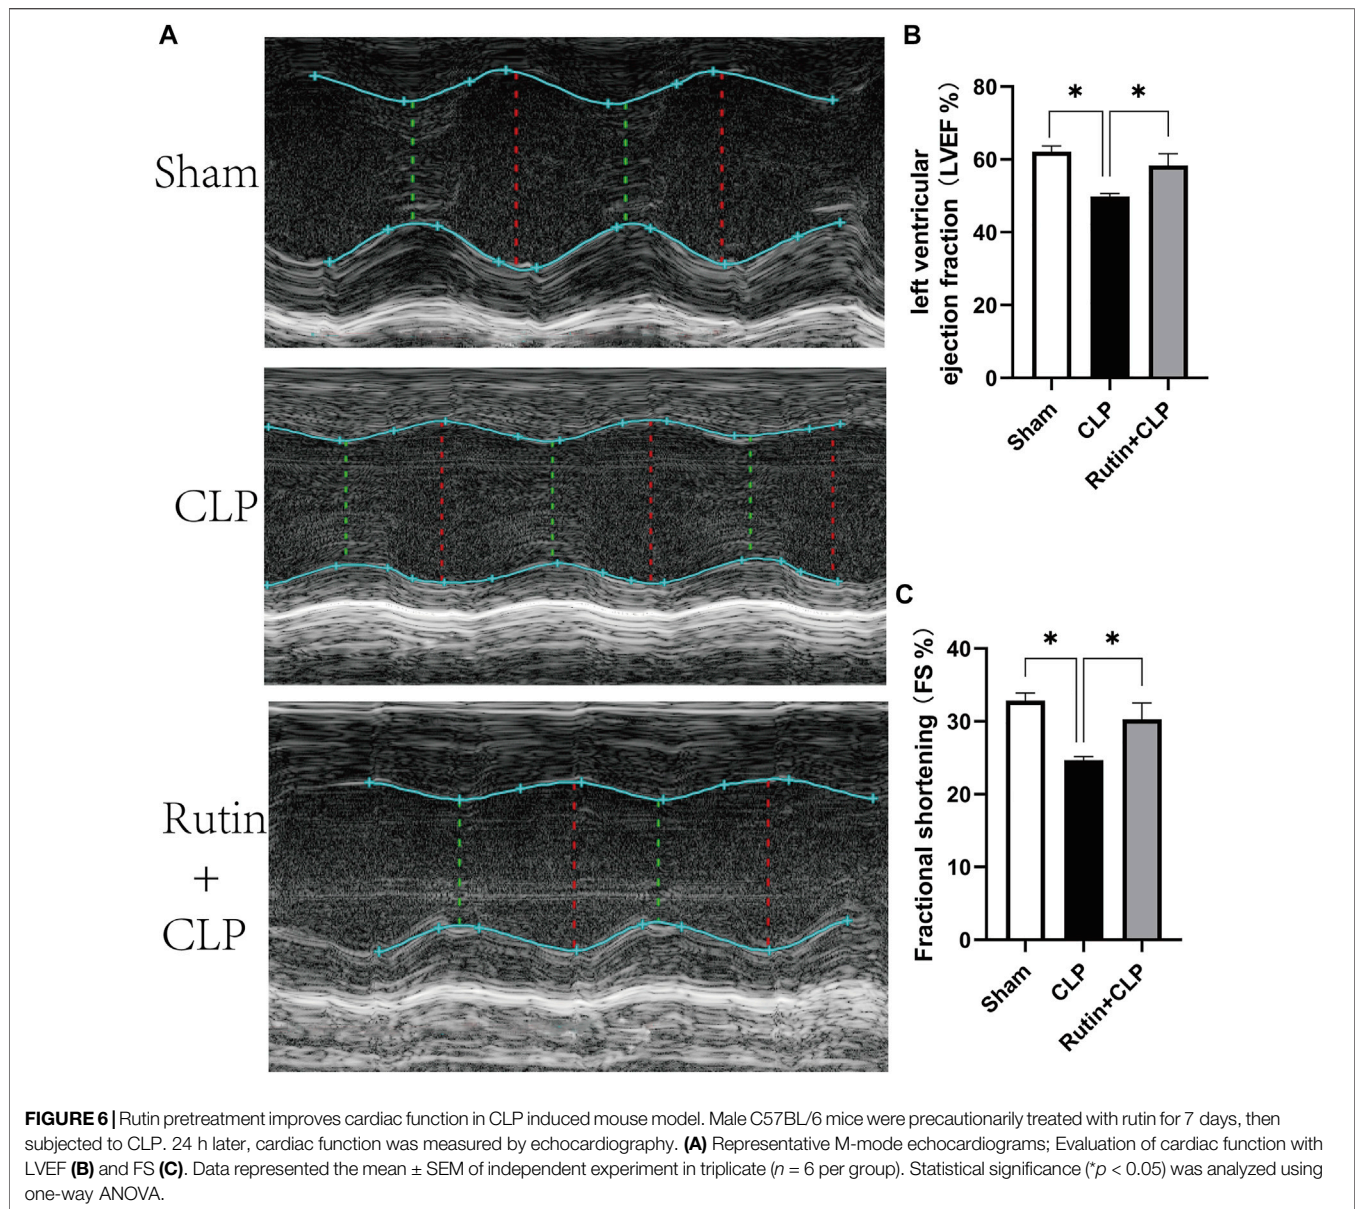 A
Sham
CLP
Rutin
+
CLP
B
left ventricular
ejection fraction（LVEF %）
80
60
40
20
0
* *
Sham
CLP
Rutin+CLP
C
Fractional shortening（FS %）
40
30
20
10
0
* *
Sham
CLP
Rutin+CLP
FIGURE 6 | Rutin pretreatment improves cardiac function in CLP induced mouse model. Male C57BL/6 mice were precautionarily treated with rutin for 7 days, then
subjected to CLP. 24 h later, cardiac function was measured by echocardiography. (A) Representative M-mode echocardiograms; Evaluation of cardiac function with
LVEF (B) and FS (C). Data represented the mean ± SEM of independent experiment in triplicate (n = 6 per group). Statistical significance (*p < 0.05) was analyzed using
one-way ANOVA.